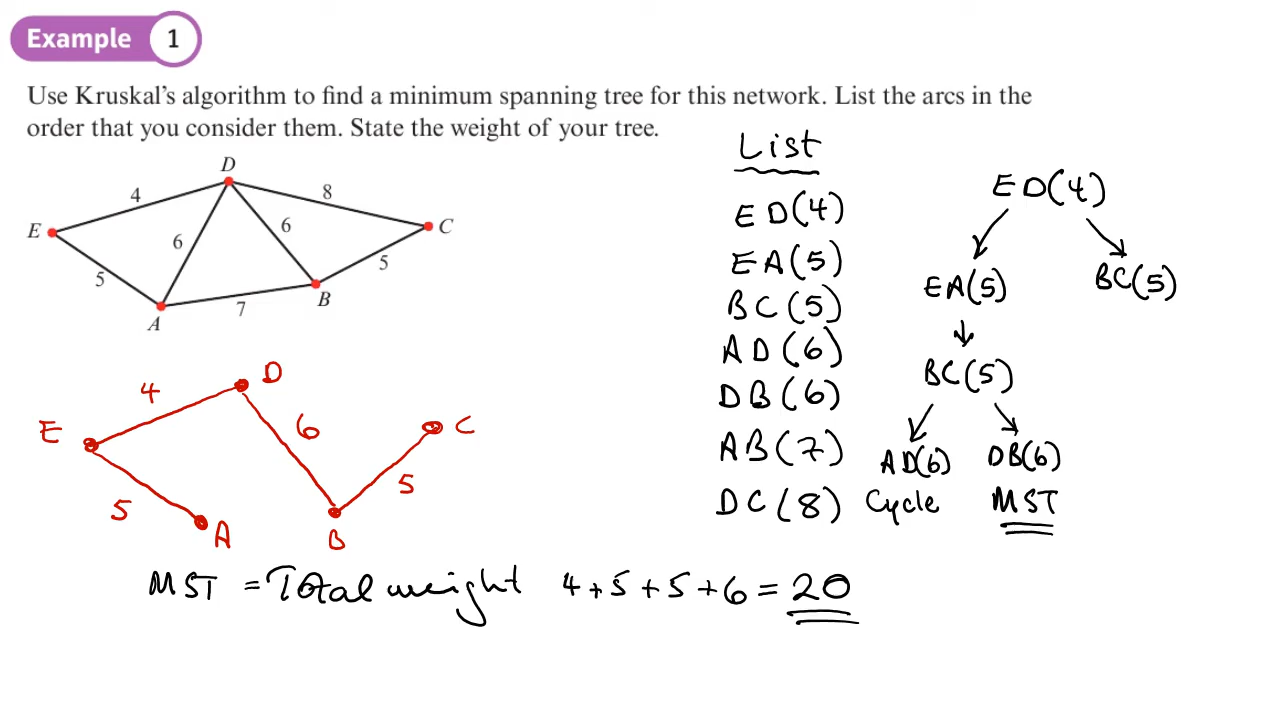 Example 1
Use Kruskal's algorithm to find a minimum spanning tree for this network. List the arcs in the
order that you consider them. State the weight of your tree.
D
4
8
E
6
6
C
5
5
7
B
A
List
ED(4)
EA(5)
BC(5)
AD(6)
DB(6)
AB(7)
DC(8)
ED(4)
EA(5) BC(5)
BC(5)
AD(6) DB(6)
Cycle MST
D
4
E
6
C
5
5
A
B
MST = Total weight 4+5+5+6 = 20